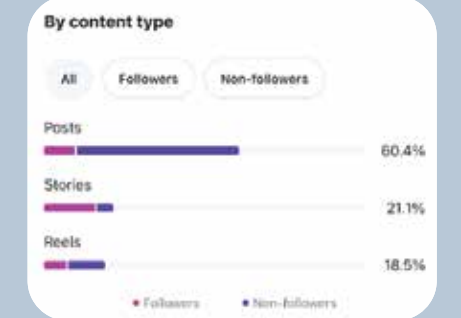 By content type
All Followers Non-followers
Posts
60.4%
Stories
21.1%
Reels
18.5%
Followers Non-followers